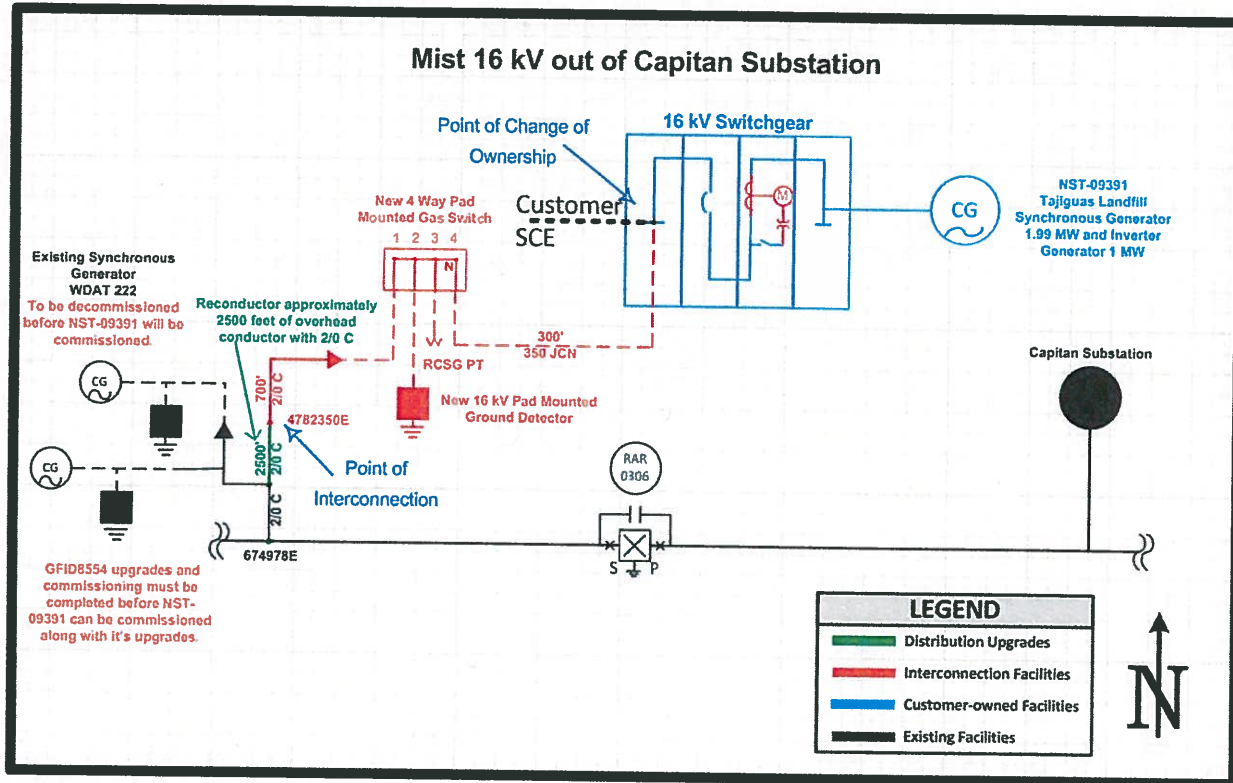 Mist 16 kV out of Capitan Substation
Point of Change of
Ownership
16 kV Switchgear
Customer
SCE
M
CG
NST-09391
Tajiguas Landfill
Synchronous Generator
1.99 MW and Inverter
Generator 1 MW
New 4 Way Pad
Mounted Gas Switch
1 2 3 4
N
Existing Synchronous
Generator
WDAT 222
To be decommissioned
before NST-09391 will be
commissioned.
Reconductor approximately
2500 feet of overhead
conductor with 2/0 C
300'
350 JCN
RCSG PT
New 16 kV Pad Mounted
Ground Detector
700'
2/0 C
4782350E
CG
2500'
2/0 C
Point of
Interconnection
CG
2/0 C
674978E
RAR
0306
S P
Capitan Substation
GFID8554 upgrades and
commissioning must be
completed before NST-
09391 can be commissioned
along with it's upgrades.
LEGEND
Distribution Upgrades
Interconnection Facilities
Customer-owned Facilities
Existing Facilities
N